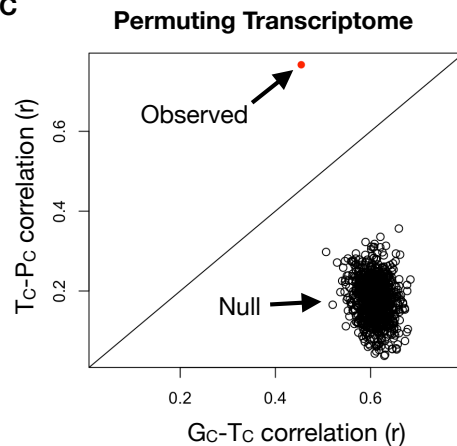 C
Permuting Transcriptome
Observed
Null
0.2
0.4
0.6
Tc-Pc correlation (r)
0.2
0.4
0.6
Gc-Tc correlation (r)